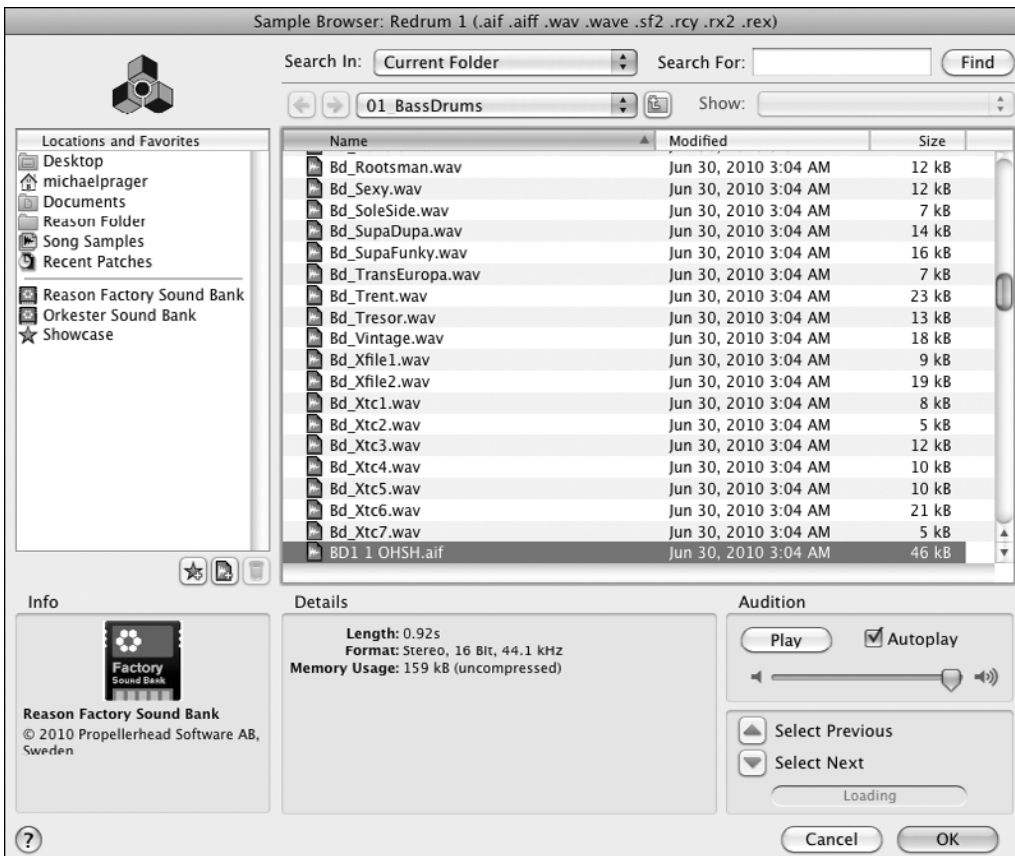 Sample Browser: Redrum 1 (.aif .aiff .wav .wave .sf2 .rcy .rx2 .rex)
Search In: Current Folder Search For: Find
01_BassDrums Show:
Locations and Favorites
Desktop
michaelprager
Documents
Reason Folder
Song Samples
Recent Patches
Reason Factory Sound Bank
Orkester Sound Bank
Showcase
Name Modified Size
Bd_Rootsman.wav Jun 30, 2010 3:04 AM 12 kB
Bd_Sexy.wav Jun 30, 2010 3:04 AM 12 kB
Bd_SoleSide.wav Jun 30, 2010 3:04 AM 7 kB
Bd_SupaDupa.wav Jun 30, 2010 3:04 AM 14 kB
Bd_SupaFunky.wav Jun 30, 2010 3:04 AM 16 kB
Bd_TransEuropa.wav Jun 30, 2010 3:04 AM 7 kB
Bd_Trent.wav Jun 30, 2010 3:04 AM 23 kB
Bd_Tresor.wav Jun 30, 2010 3:04 AM 13 kB
Bd_Vintage.wav Jun 30, 2010 3:04 AM 18 kB
Bd_Xfile1.wav Jun 30, 2010 3:04 AM 9 kB
Bd_Xfile2.wav Jun 30, 2010 3:04 AM 19 kB
Bd_Xtc1.wav Jun 30, 2010 3:04 AM 8 kB
Bd_Xtc2.wav Jun 30, 2010 3:04 AM 5 kB
Bd_Xtc3.wav Jun 30, 2010 3:04 AM 12 kB
Bd_Xtc4.wav Jun 30, 2010 3:04 AM 10 kB
Bd_Xtc5.wav Jun 30, 2010 3:04 AM 10 kB
Bd_Xtc6.wav Jun 30, 2010 3:04 AM 21 kB
Bd_Xtc7.wav Jun 30, 2010 3:04 AM 5 kB
BD1 1 OHSH.aif Jun 30, 2010 3:04 AM 46 kB
Info
Factory
Sound Bank
Reason Factory Sound Bank
© 2010 Propellerhead Software AB,
Sweden
Details
Length: 0.92s
Format: Stereo, 16 Bit, 44.1 kHz
Memory Usage: 159 kB (uncompressed)
Audition
Play Autoplay
Select Previous
Select Next
Loading
? Cancel OK